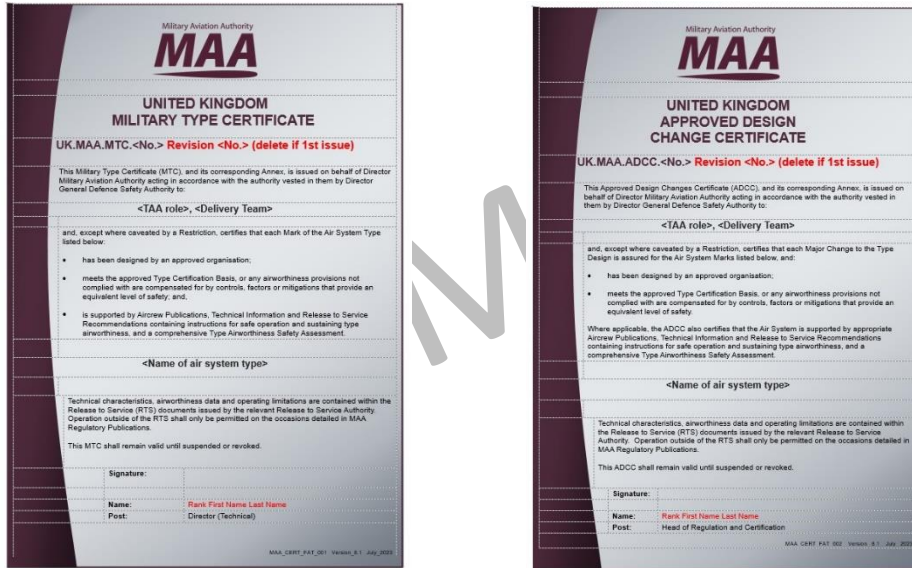 Military Aviation Authority
MAA
UNITED KINGDOM
MILITARY TYPE CERTIFICATE
UK.MAA.MTC.<No.> Revision <No.> (delete if 1st issue)
This Military Type Certificate (MTC), and its corresponding Annex, is issued on behalf of Director
Military Aviation Authority acting in accordance with the authority vested in them by Director
General Defence Safety Authority to:
<TAA role>, <Delivery Team>
and, except where caveated by a Restriction, certifies that each Mark of the Air System Type
listed below:
• has been designed by an approved organisation;
• meets the approved Type Certification Basis, or any airworthiness provisions not
complied with are compensated for by controls, factors or mitigations that provide an
equivalent level of safety; and,
• is supported by Aircrew Publications, Technical Information and Release to Service
Recommendations containing instructions for safe operation and sustaining type
airworthiness, and a comprehensive Type Airworthiness Safety Assessment.
<Name of air system type>
Technical characteristics, airworthiness data and operating limitations are contained within the
Release to Service (RTS) documents issued by the relevant Release to Service Authority.
Operation outside of the RTS shall only be permitted on the occasions detailed in MAA
Regulatory Publications.
This MTC shall remain valid until suspended or revoked.
Signature:
Name: Rank First Name Last Name
Post: Director (Technical)
MAA_CERT_FAT_001 Version_6.1 July_2023
Military Aviation Authority
MAA
UNITED KINGDOM
APPROVED DESIGN
CHANGE CERTIFICATE
UK.MAA.ADCC.<No.> Revision <No.> (delete if 1st issue)
This Approved Design Changes Certificate (ADCC), and its corresponding Annex, is issued on
behalf of Director Military Aviation Authority acting in accordance with the authority vested in
them by Director General Defence Safety Authority to:
<TAA role>, <Delivery Team>
and, except where caveated by a Restriction, certifies that each Major Change to the Type
Design is assured for the Air System Marks listed below, and:
• has been designed by an approved organisation;
• meets the approved Type Certification Basis, or any airworthiness provisions not
complied with are compensated for by controls, factors or mitigations that provide an
equivalent level of safety.
Where applicable, the ADCC also certifies that the Air System is supported by appropriate
Aircrew Publications, Technical Information and Release to Service Recommendations
containing instructions for safe operation and sustaining type airworthiness, and a
comprehensive Type Airworthiness Safety Assessment.
<Name of air system type>
Technical characteristics, airworthiness data and operating limitations are contained within
the Release to Service (RTS) documents issued by the relevant Release to Service
Authority. Operation outside of the RTS shall only be permitted on the occasions detailed in
MAA Regulatory Publications.
This ADCC shall remain valid until suspended or revoked.
Signature:
Name: Rank First Name Last Name
Post: Head of Regulation and Certification
MAA_CERT_FAT_002 Version_6.1 July_2023